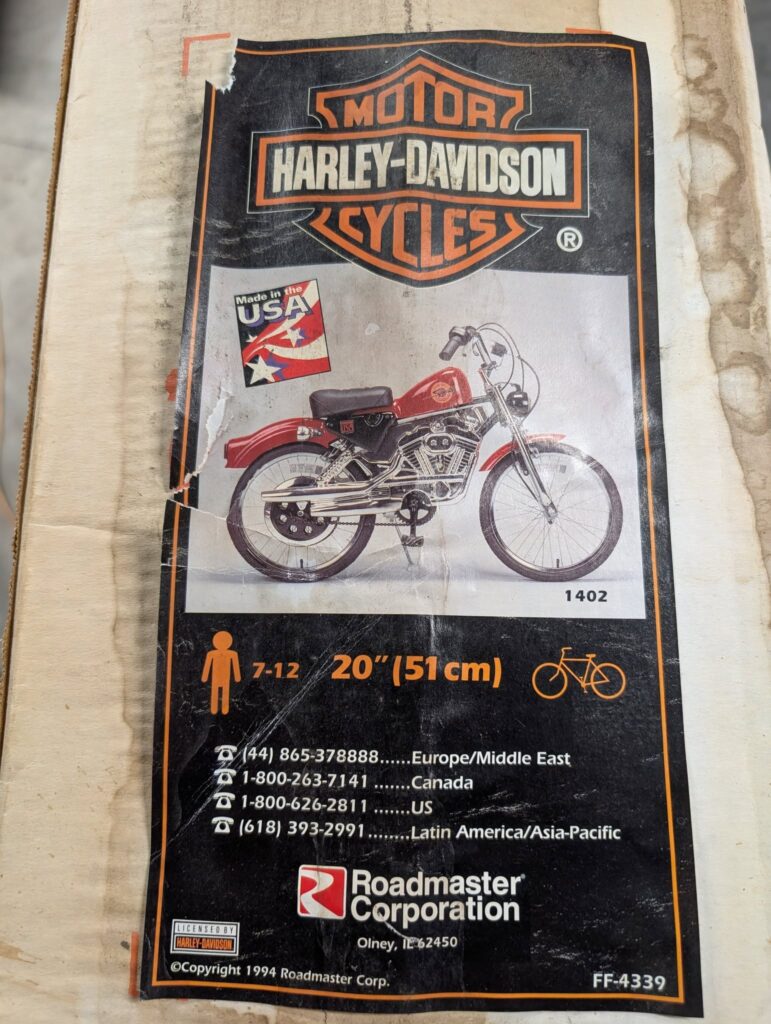 MOTOR
HARLEY-DAVIDSON
CYCLES
®
Made in the
USA
1402
7-12 20" (51 cm)
(44) 865-378888......Europe/Middle East
1-800-263-7141 .......Canada
1-800-626-2811 .......US
(618) 393-2991........Latin America/Asia-Pacific
Roadmaster
Corporation
Olney, IL 62450
LICENSED BY
HARLEY-DAVIDSON
©Copyright 1994 Roadmaster Corp.
FF-4339